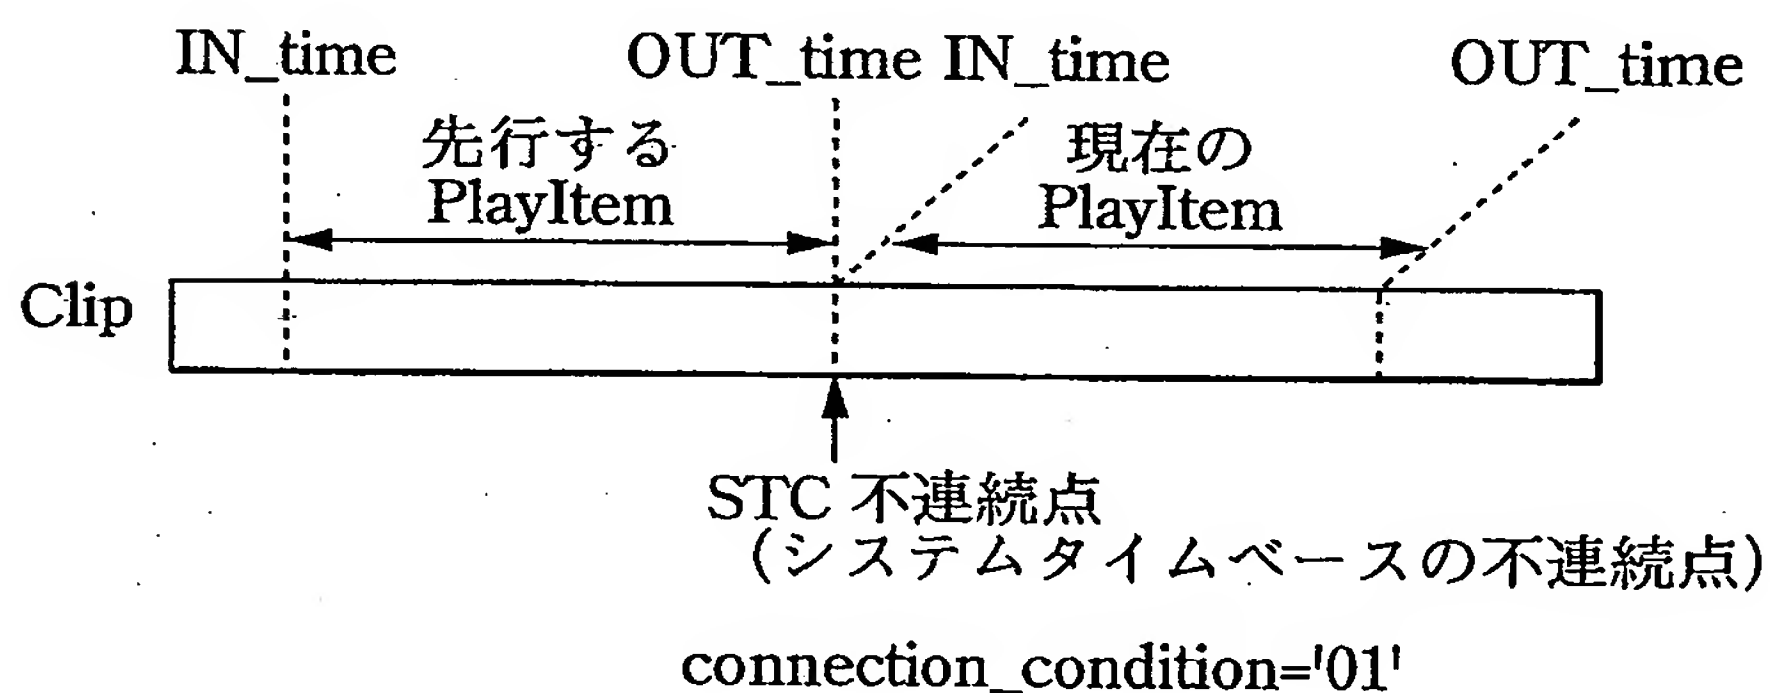 IN_time
OUT_time
IN_time
OUT_time
先行する
PlayItem
現在の
PlayItem
Clip
STC 不連続点
(システムタイムベースの不連続点)
connection_condition='01'